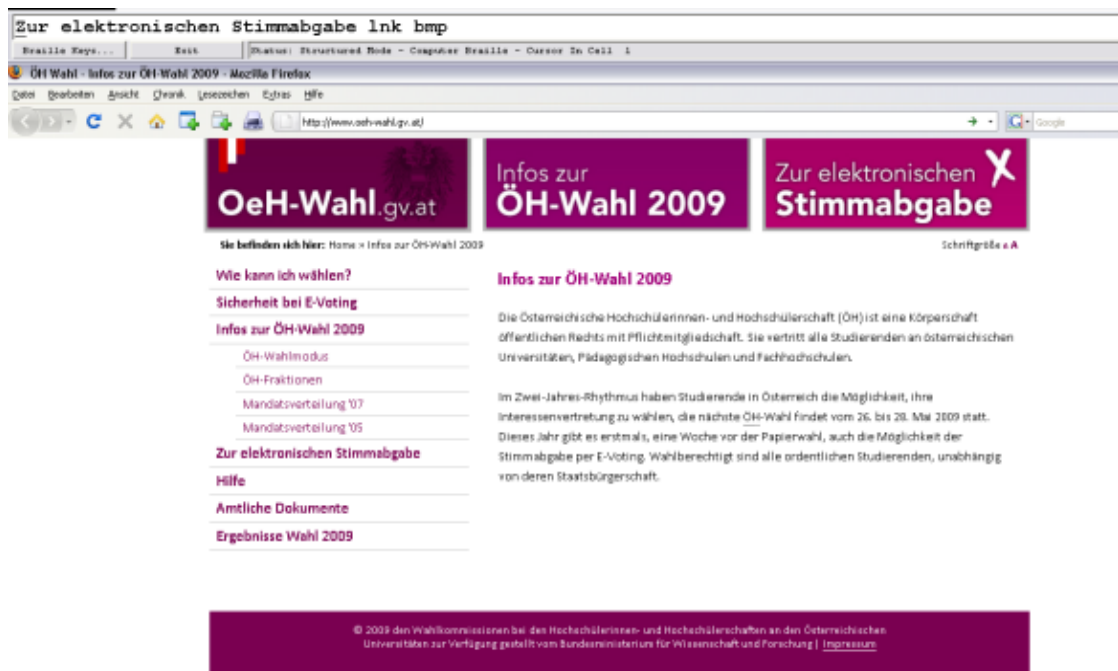 Zur elektronischen Stimmabgabe lnk bmp
Braille Keys... Exit Status: Structured Mode - Computer Braille - Cursor In Cell 1
ÖH Wahl - Infos zur ÖH-Wahl 2009 - Mozilla Firefox
Datei Bearbeiten Ansicht Chronik Lesezeichen Extras Hilfe
http://www.oeh-wahl.gv.at/ Google
OeH-Wahl.gv.at
Infos zur
ÖH-Wahl 2009
Zur elektronischen
Stimmabgabe
Sie befinden sich hier: Home » Infos zur ÖH-Wahl 2009
Schriftgröße A A
Wie kann ich wählen?
Sicherheit bei E-Voting
Infos zur ÖH-Wahl 2009
ÖH-Wahlmodus
ÖH-Fraktionen
Mandatsverteilung '07
Mandatsverteilung '05
Zur elektronischen Stimmabgabe
Hilfe
Amtliche Dokumente
Ergebnisse Wahl 2009
Infos zur ÖH-Wahl 2009
Die Österreichische Hochschülerinnen- und Hochschülerschaft (ÖH) ist eine Körperschaft
öffentlichen Rechts mit Pflichtmitgliedschaft. Sie vertritt alle Studierenden an österreichischen
Universitäten, Pädagogischen Hochschulen und Fachhochschulen.
Im Zwei-Jahres-Rhythmus haben Studierende in Österreich die Möglichkeit, ihre
Interessenvertretung zu wählen, die nächste ÖH-Wahl findet vom 26. bis 28. Mai 2009 statt.
Dieses Jahr gibt es erstmals, eine Woche vor der Papierwahl, auch die Möglichkeit der
Stimmabgabe per E-Voting. Wahlberechtigt sind alle ordentlichen Studierenden, unabhängig
von deren Staatsbürgerschaft.
© 2009 den Wahlkommissionen bei den Hochschülerinnen- und Hochschülerschaften an den Österreichischen
Universitäten zur Verfügung gestellt vom Bundesministerium für Wissenschaft und Forschung | Impressum